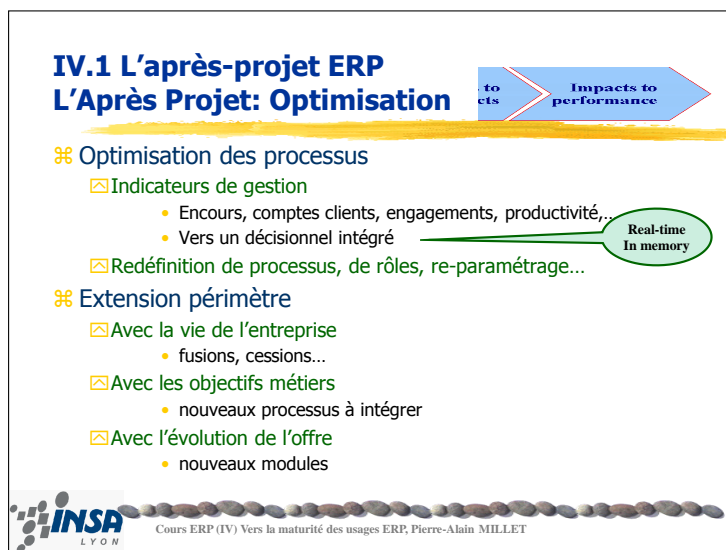 IV.1 L'après-projet ERP
L'Après Projet: Optimisation
to
cts
Impacts to
performance
Optimisation des processus
Indicateurs de gestion
• Encours, comptes clients, engagements, productivité,..
• Vers un décisionnel intégré
Real-time
In memory
Redéfinition de processus, de rôles, re-paramétrage…
Extension périmètre
Avec la vie de l'entreprise
• fusions, cessions…
Avec les objectifs métiers
• nouveaux processus à intégrer
Avec l'évolution de l'offre
• nouveaux modules
INSA
LYON
Cours ERP (IV) Vers la maturité des usages ERP, Pierre-Alain MILLET